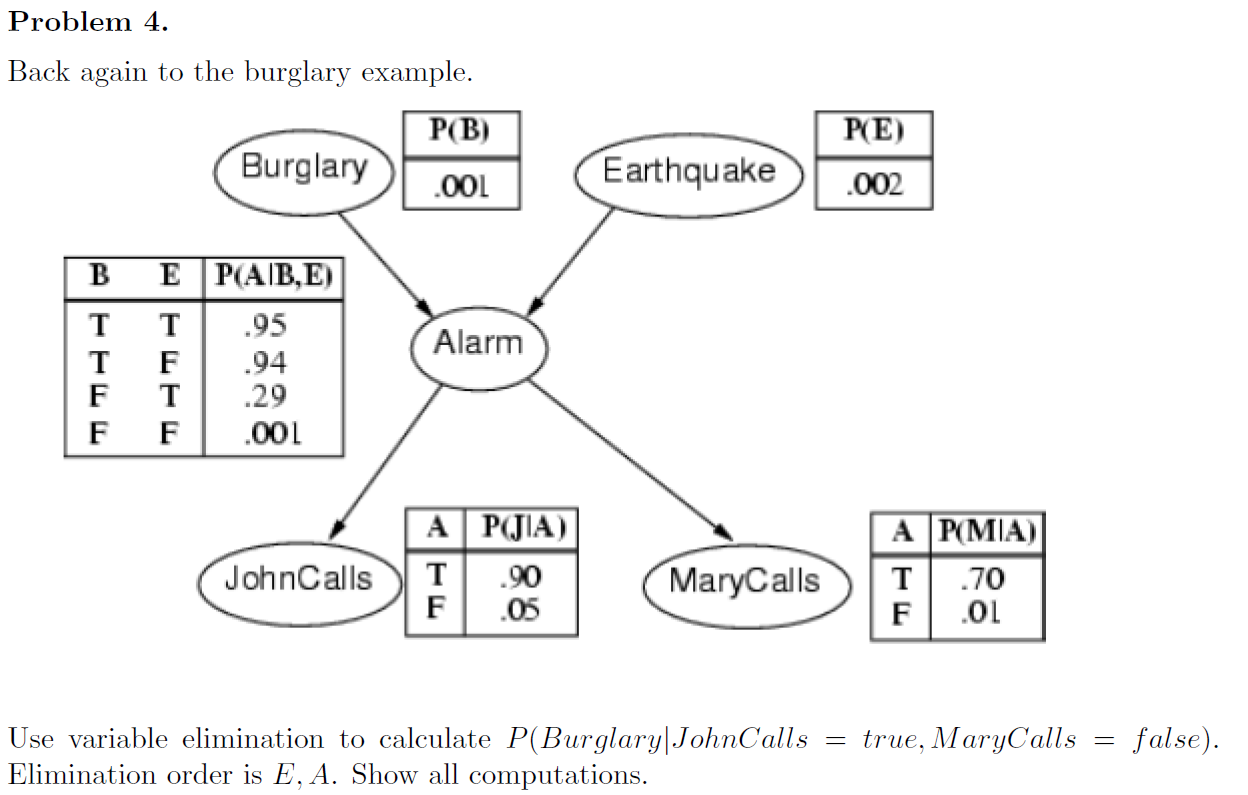 Problem 4.
Back again to the burglary example.
Burglary
P(B)
.001
Earthquake
P(E)
.002
B E P(A|B,E)
T T .95
T F .94
F T .29
F F .001
Alarm
JohnCalls
A P(J|A)
T .90
F .05
MaryCalls
A P(M|A)
T .70
F .01
Use variable elimination to calculate P(Burglary|JohnCalls = true, MaryCalls = false).
Elimination order is E, A. Show all computations.